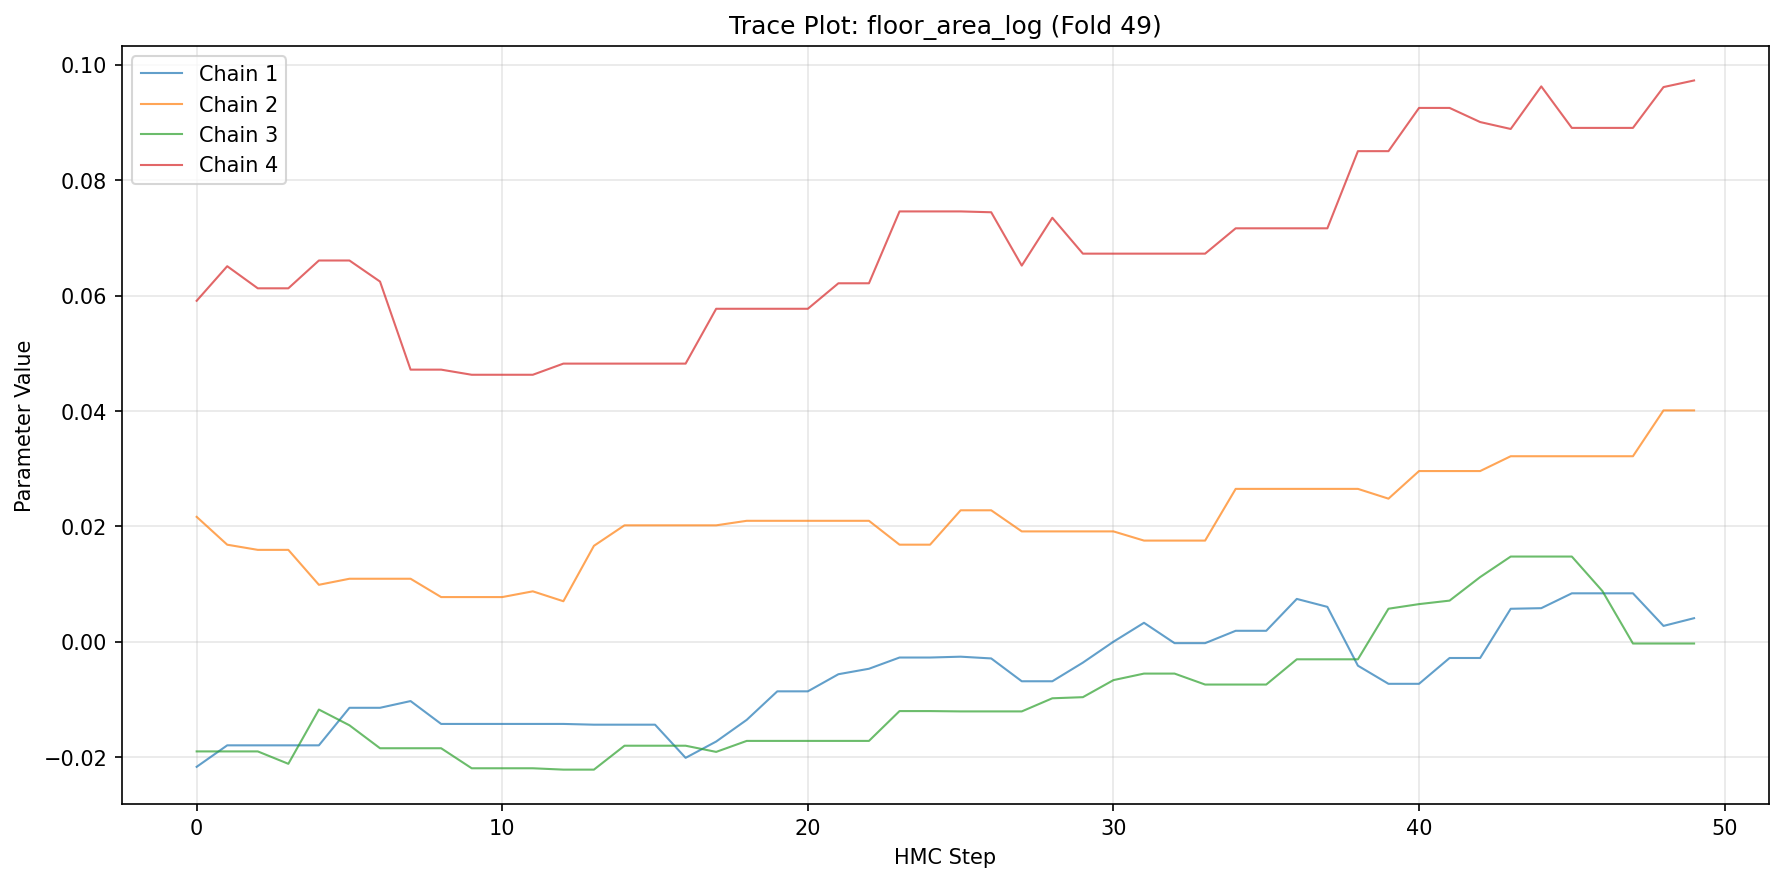 Trace Plot: floor_area_log (Fold 49)
Chain 1
Chain 2
Chain 3
Chain 4
0.10
0.08
0.06
0.04
0.02
0.00
−0.02
Parameter Value
0 10 20 30 40 50
HMC Step